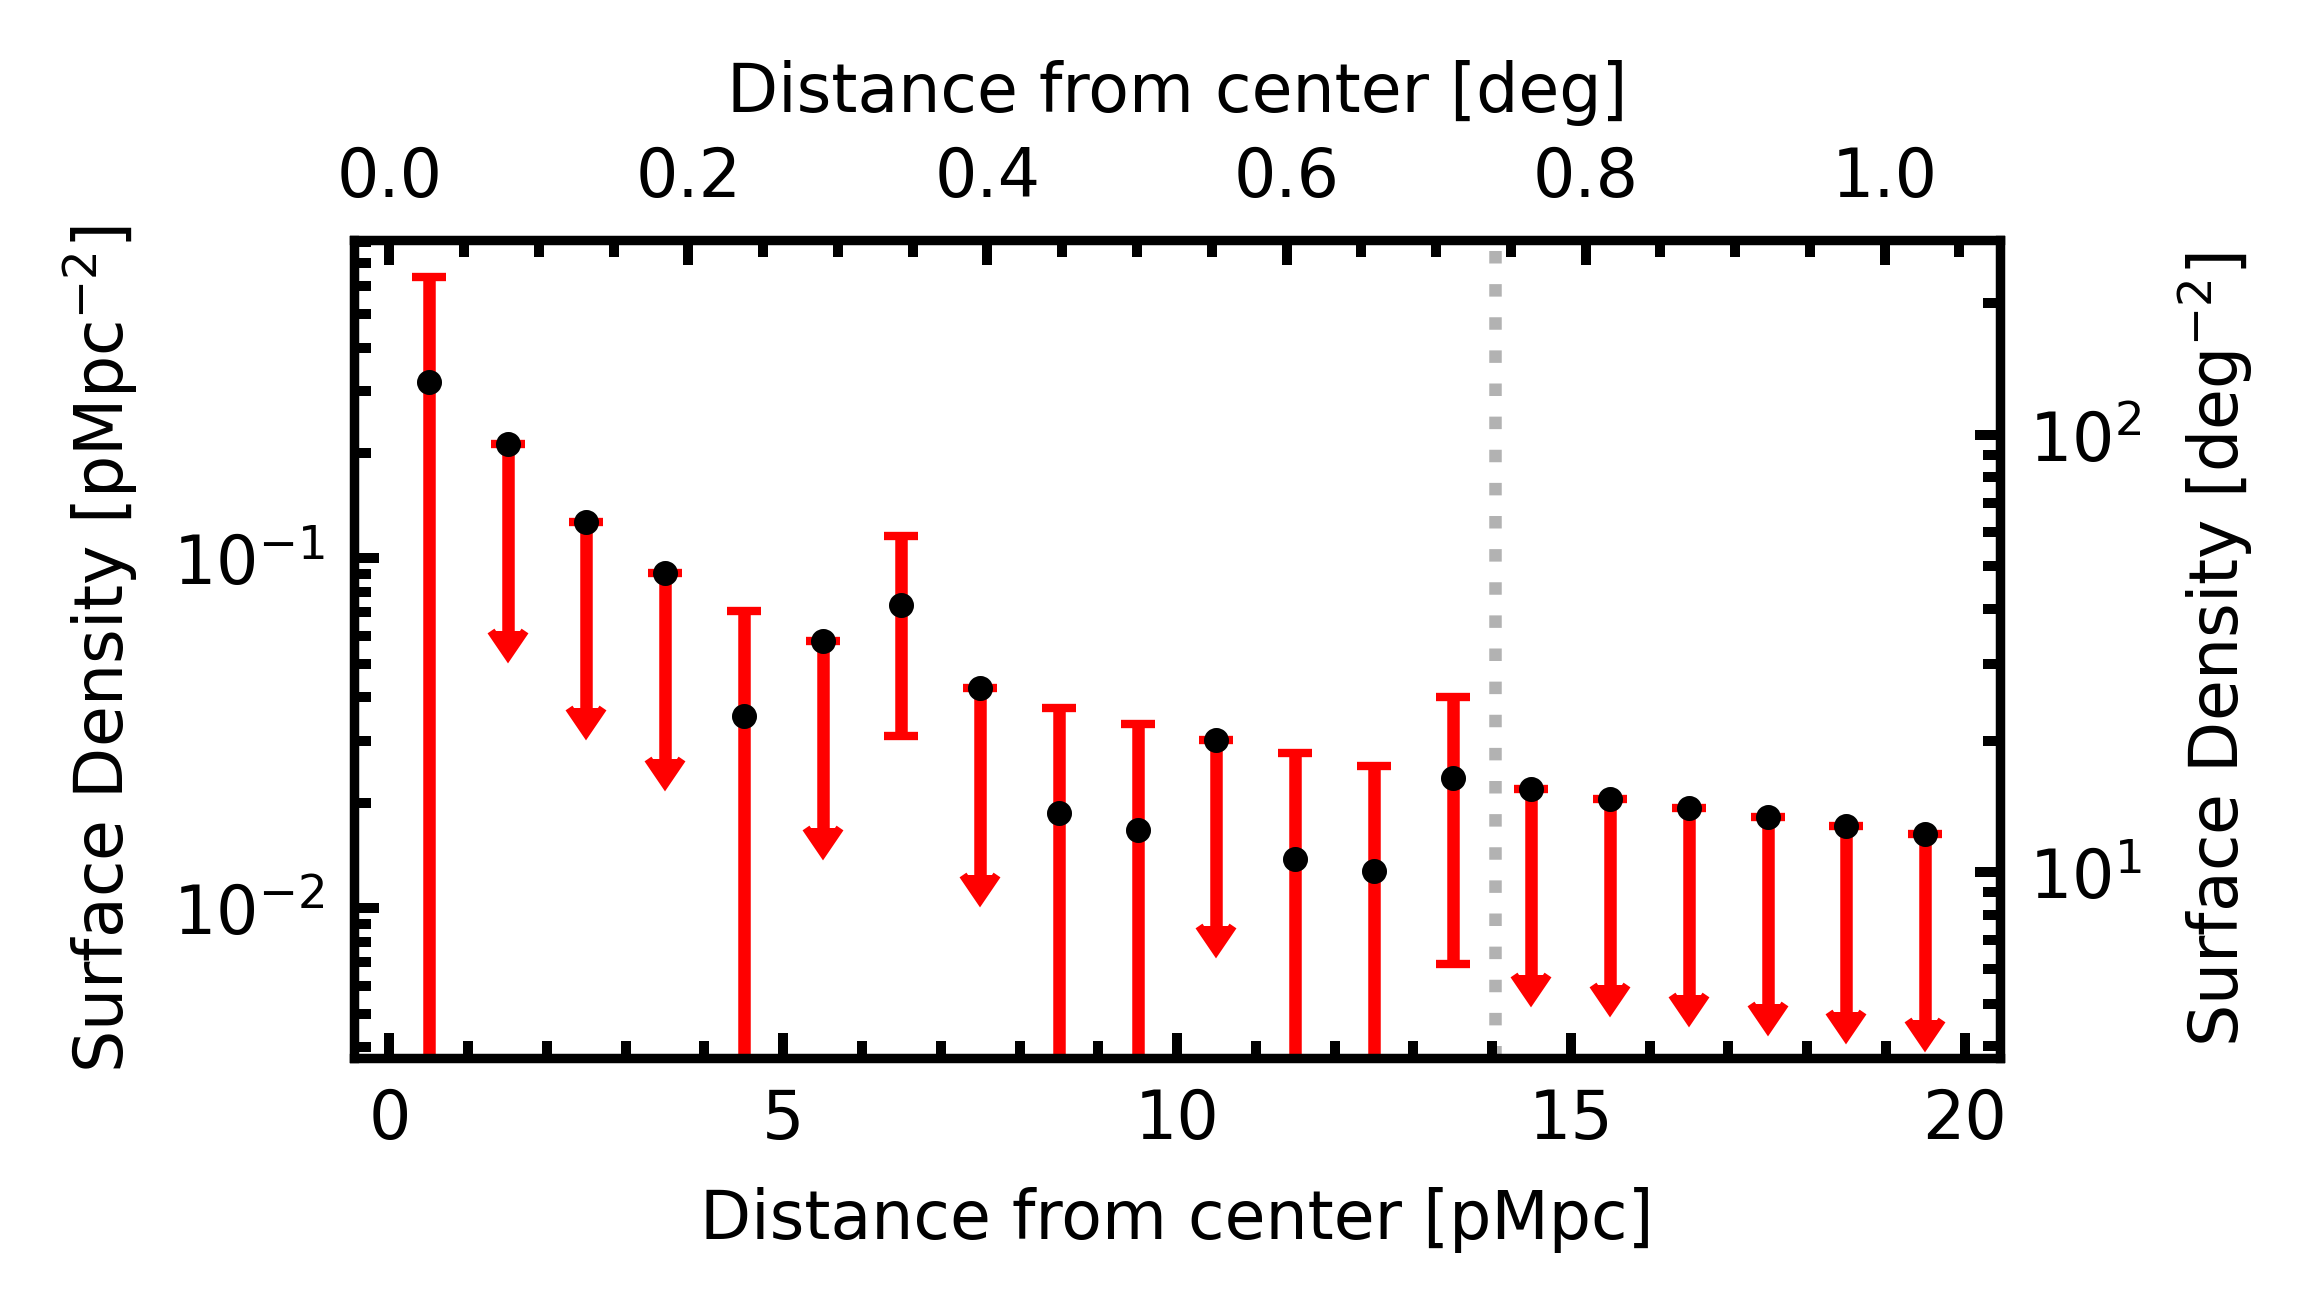 Distance from center [deg]
0.0 0.2 0.4 0.6 0.8 1.0
Surface Density [pMpc⁻²]
10⁻¹
10⁻²
10²
10¹
Surface Density [deg⁻²]
0 5 10 15 20
Distance from center [pMpc]